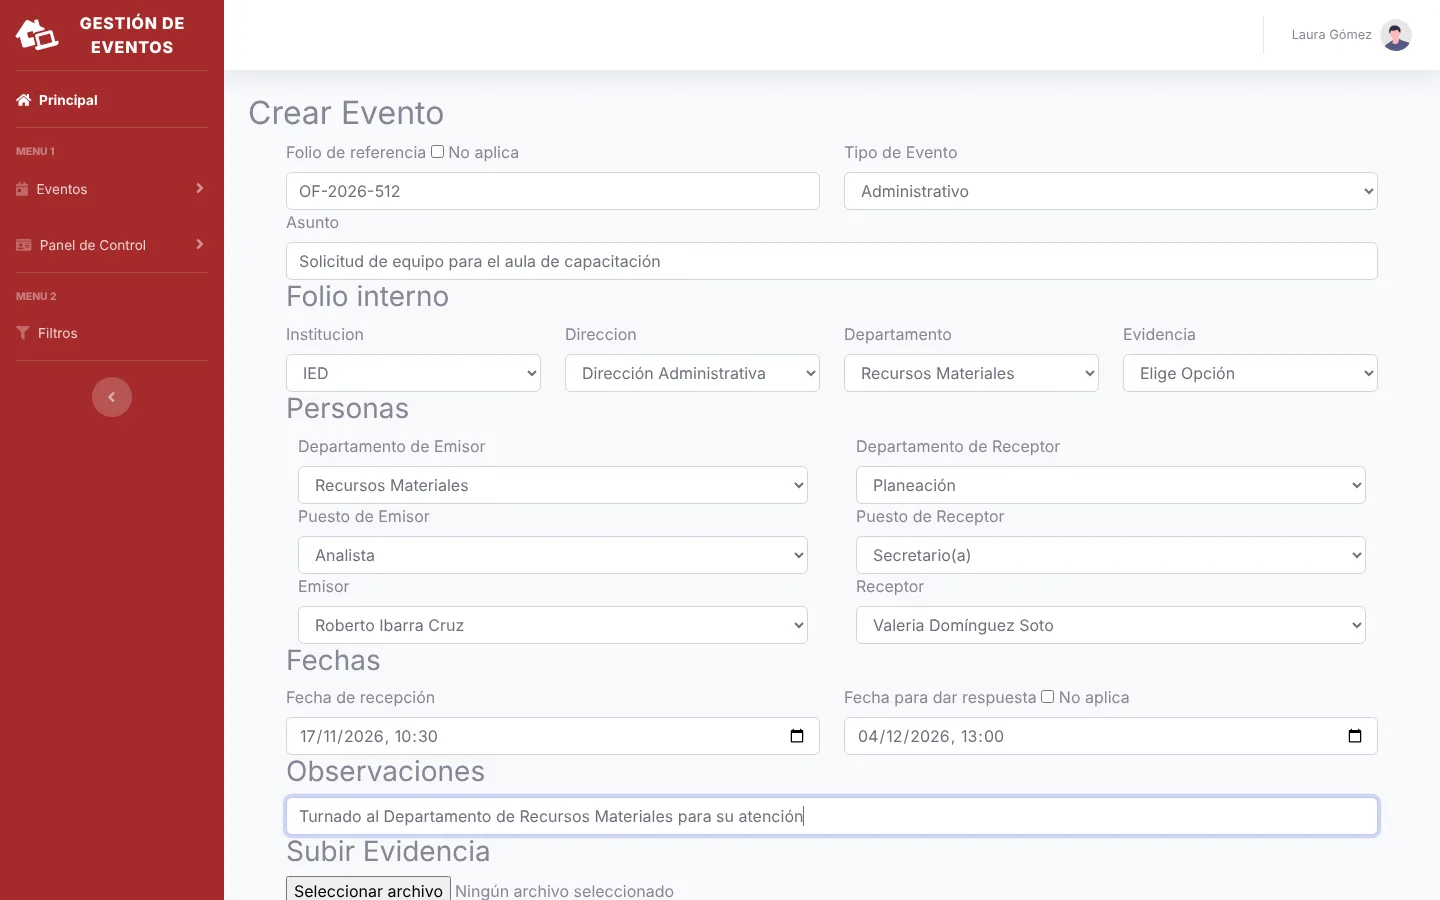 GESTIÓN DE
EVENTOS
Laura Gómez
Principal
MENU 1
Eventos
Panel de Control
MENU 2
Filtros
Crear Evento
Folio de referencia No aplica
Tipo de Evento
OF-2026-512
Administrativo
Asunto
Solicitud de equipo para el aula de capacitación
Folio interno
Institucion
Direccion
Departamento
Evidencia
IED
Dirección Administrativa
Recursos Materiales
Elige Opción
Personas
Departamento de Emisor
Departamento de Receptor
Recursos Materiales
Planeación
Puesto de Emisor
Puesto de Receptor
Analista
Secretario(a)
Emisor
Receptor
Roberto Ibarra Cruz
Valeria Domínguez Soto
Fechas
Fecha de recepción
Fecha para dar respuesta No aplica
17/11/2026, 10:30
04/12/2026, 13:00
Observaciones
Turnado al Departamento de Recursos Materiales para su atención
Subir Evidencia
Seleccionar archivo Ningún archivo seleccionado